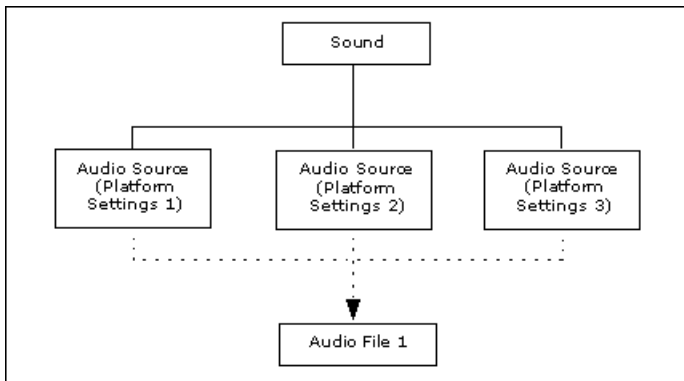 Sound
Audio Source
(Platform
Settings 1)
Audio Source
(Platform
Settings 2)
Audio Source
(Platform
Settings 3)
Audio File 1